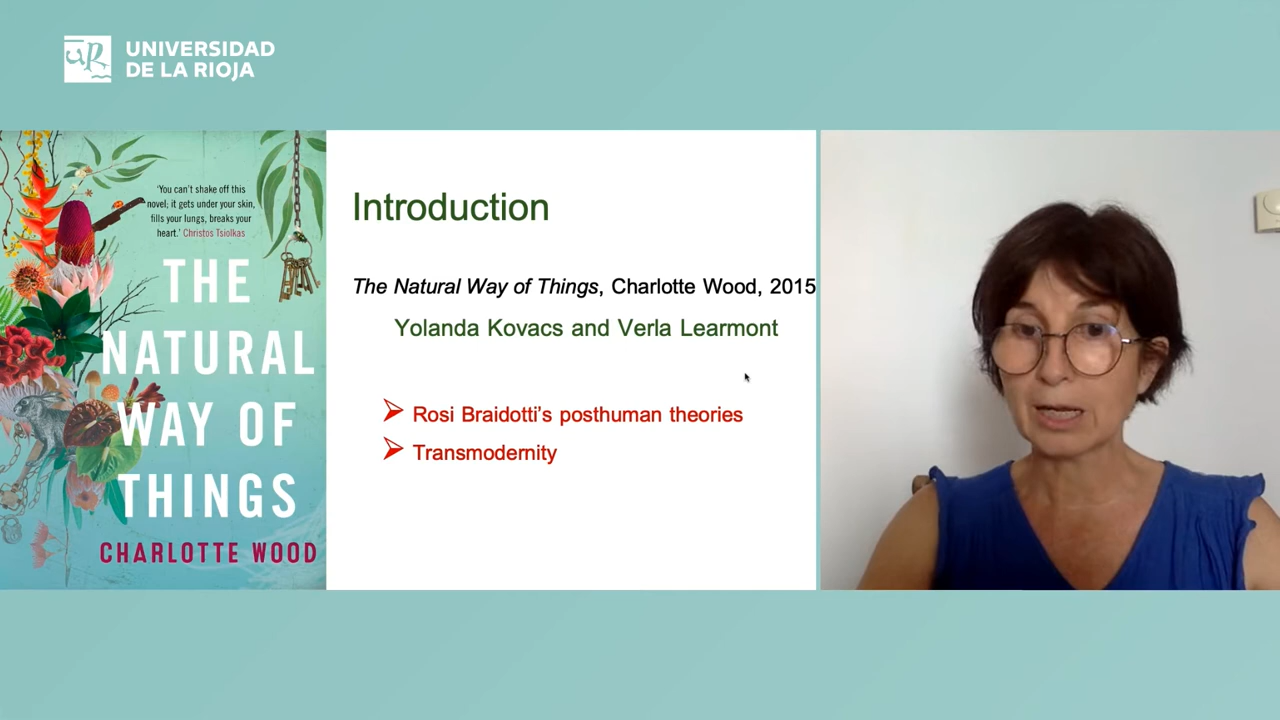 UNIVERSIDAD
DE LA RIOJA
‘You can’t shake off this
novel; it gets under your skin,
fills your lungs, breaks your
heart.’ Christos Tsiolkas
THE
NATURAL
WAY OF
THINGS
CHARLOTTE WOOD
Introduction
The Natural Way of Things, Charlotte Wood, 2015
Yolanda Kovacs and Verla Learmont
Rosi Braidotti’s posthuman theories
Transmodernity